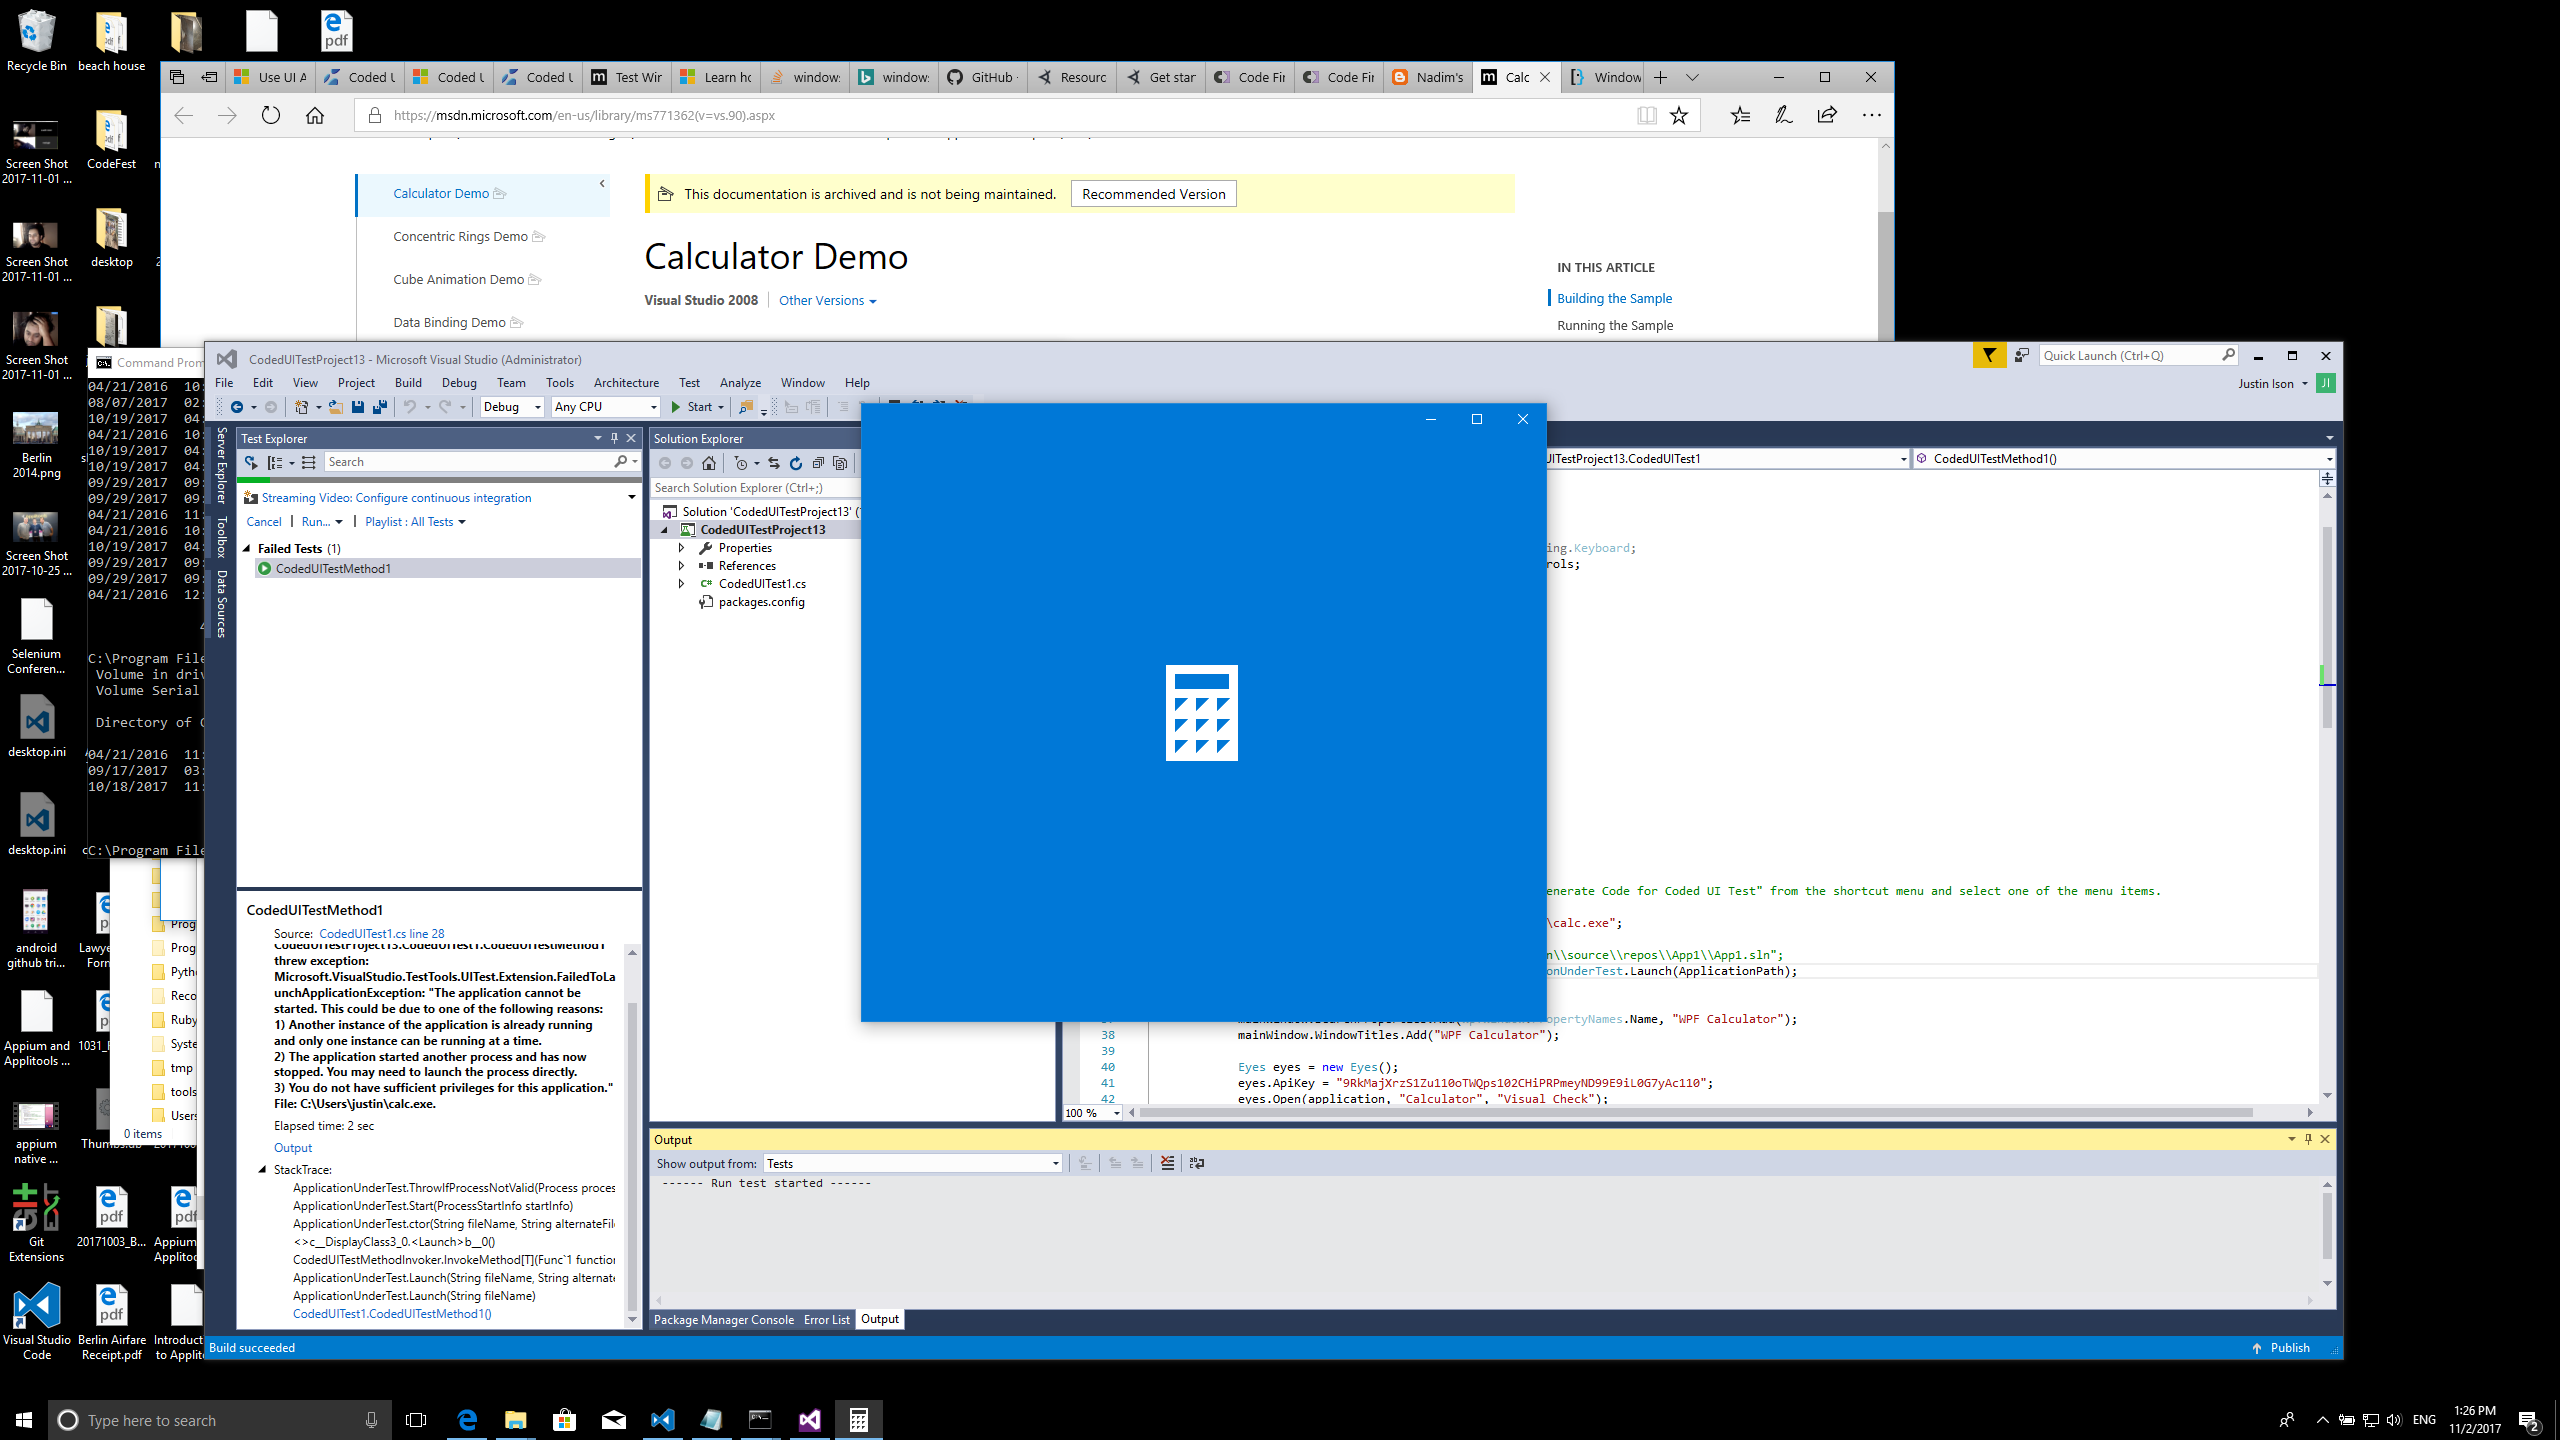 Recycle Bin
beach house
Screen Shot
2017-11-01 ...
CodeFest
Screen Shot
2017-11-01 ...
desktop
Screen Shot
2017-11-01 ...
Berlin
2014.png
Screen Shot
2017-10-25 ...
Selenium
Conferen...
desktop.ini
desktop.ini
android
github tri...
Lawye
Form
Appium and
Applitools ...
appium
native ...
Thumbs.db
Git
Extensions
20171003_B...
Appium
Applitoo
Visual Studio
Code
Berlin Airfare
Receipt.pdf
Introduct
to Applit
Use UI A
Coded U
Coded U
Coded U
Test Wir
Learn ho
windows
windows
GitHub
Resourc
Get star
Code Fir
Code Fir
Nadim's
Calc
Window
https://msdn.microsoft.com/en-us/library/ms771362(v=vs.90).aspx
Calculator Demo
Concentric Rings Demo
Cube Animation Demo
Data Binding Demo
This documentation is archived and is not being maintained.
Recommended Version
Calculator Demo
Visual Studio 2008
Other Versions
IN THIS ARTICLE
Building the Sample
Running the Sample
Command Prom
04/21/2016 10:
08/07/2017 02:
10/19/2017 04:
04/21/2016 10:
10/19/2017 04:
10/19/2017 04:
09/29/2017 09:
09/29/2017 09:
04/21/2016 11:
04/21/2016 10:
10/19/2017 04:
09/29/2017 09:
09/29/2017 09:
04/21/2016 12:
C:\Program File
Volume in driv
Volume Serial
Directory of C
04/21/2016 11:
09/17/2017 03:
10/18/2017 11:
C:\Program File
Prog
Prog
Pyth
Reco
Ruby
Syste
tmp
tools
Users
0 items
CodedUITestProject13 - Microsoft Visual Studio (Administrator)
Quick Launch (Ctrl+Q)
File Edit View Project Build Debug Team Tools Architecture Test Analyze Window Help
Justin Ison
JI
Debug
Any CPU
Start
Server Explorer
Toolbox
Data Sources
Test Explorer
Search
Streaming Video: Configure continuous integration
Cancel | Run... | Playlist : All Tests
Failed Tests (1)
CodedUITestMethod1
CodedUITestMethod1
Source: CodedUITest1.cs line 28
CodedUITestProject13.CodedUITest1.CodedUITestMethod1
threw exception:
Microsoft.VisualStudio.TestTools.UITest.Extension.FailedToLa
unchApplicationException: "The application cannot be
started. This could be due to one of the following reasons:
1) Another instance of the application is already running
and only one instance can be running at a time.
2) The application started another process and has now
stopped. You may need to launch the process directly.
3) You do not have sufficient privileges for this application."
File: C:\Users\justin\calc.exe.
Elapsed time: 2 sec
Output
StackTrace:
ApplicationUnderTest.ThrowIfProcessNotValid(Process proces
ApplicationUnderTest.Start(ProcessStartInfo startInfo)
ApplicationUnderTest.ctor(String fileName, String alternateFil
<>c__DisplayClass3_0.<Launch>b__0()
CodedUITestMethodInvoker.InvokeMethod[T](Func`1 function
ApplicationUnderTest.Launch(String fileName, String alternate
ApplicationUnderTest.Launch(String fileName)
CodedUITest1.CodedUITestMethod1()
Solution Explorer
Search Solution Explorer (Ctrl+;)
Solution 'CodedUITestProject13' (
CodedUITestProject13
Properties
References
CodedUITest1.cs
packages.config
UITestProject13.CodedUITest1
CodedUITestMethod1()
ing.Keyboard;
rols;
enerate Code for Coded UI Test" from the shortcut menu and select one of the menu items.
\calc.exe";
n\\source\\repos\\App1\\App1.sln";
onUnderTest.Launch(ApplicationPath);
opertyNames.Name, "WPF Calculator");
38 mainWindow.WindowTitles.Add("WPF Calculator");
39
40 Eyes eyes = new Eyes();
41 eyes.ApiKey = "9RkMajXrzS1Zu110oTWQps102CHiPRPmeyND99E9iL0G7yAc110";
42 eyes.Open(application, "Calculator", "Visual Check");
100 %
Output
Show output from: Tests
------ Run test started ------
Package Manager Console Error List Output
Build succeeded
Publish
Type here to search
ENG
1:26 PM
11/2/2017
2